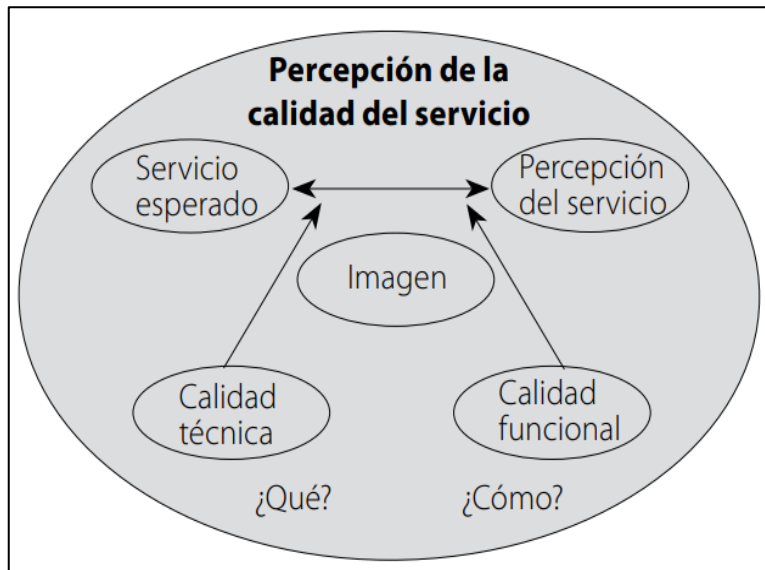 Percepción de la
calidad del servicio
Servicio
esperado
Percepción
del servicio
Imagen
Calidad
técnica
Calidad
funcional
¿Qué?
¿Cómo?